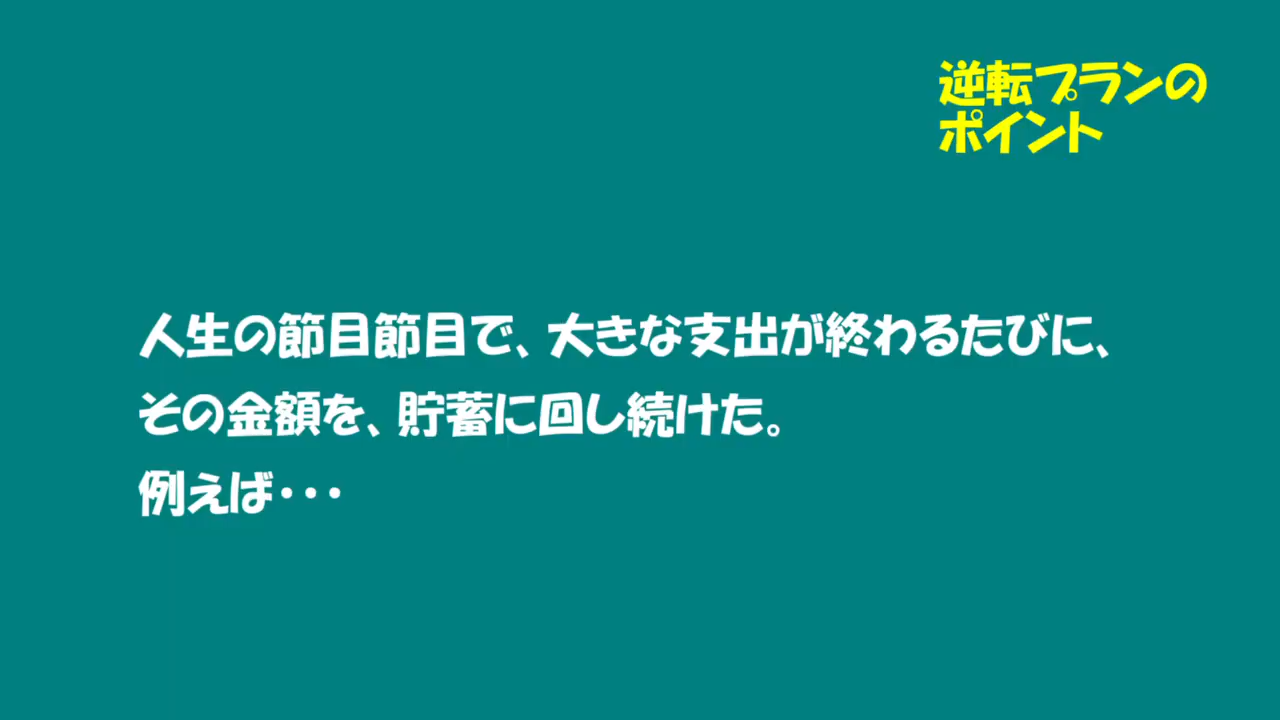 逆転プランの
ポイント
人生の節目節目で、大きな支出が終わるたびに、
その金額を、貯蓄に回し続けた。
例えば・・・